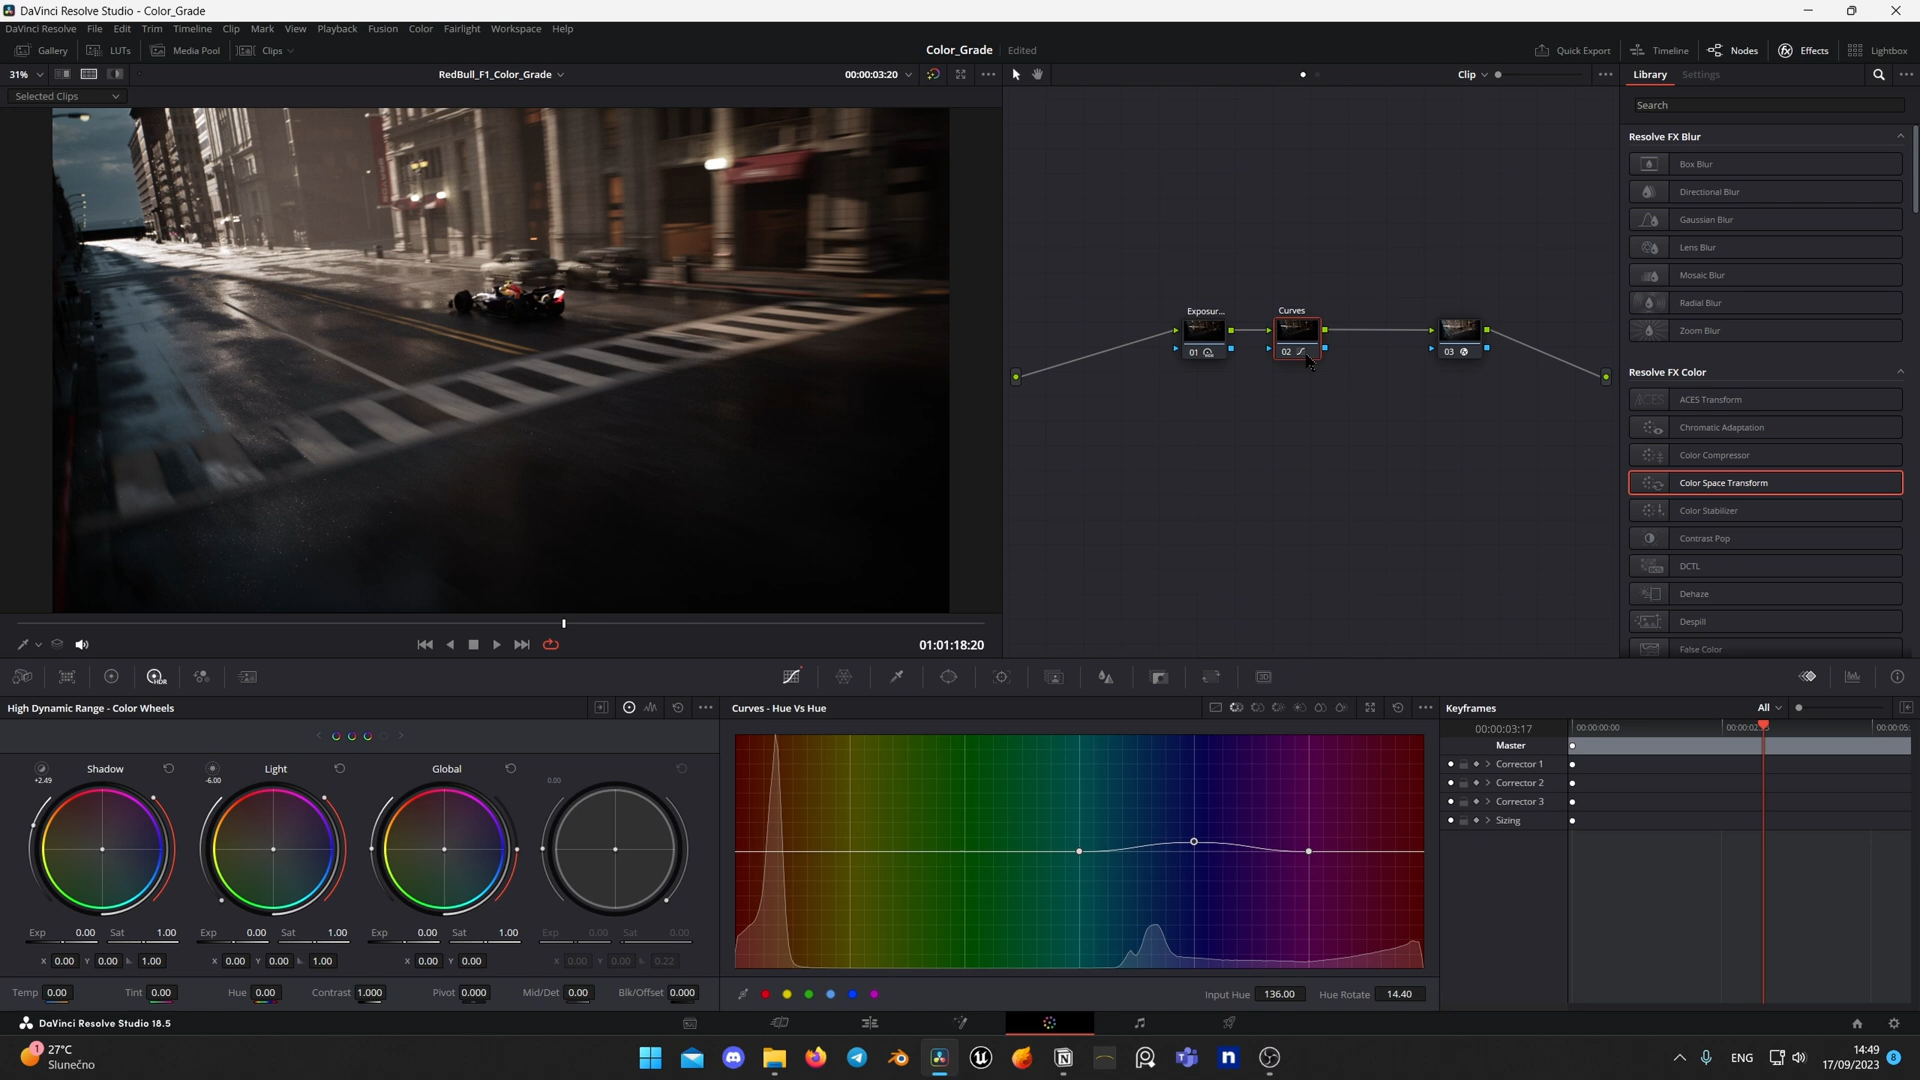 DaVinci Resolve Studio - Color_Grade
DaVinci Resolve File Edit Trim Timeline Clip Mark View Playback Fusion Color Fairlight Workspace Help
Gallery LUTs Media Pool Clips Color_Grade Edited Quick Export Timeline Nodes Effects Lightbox
31% RedBull_F1_Color_Grade 00:00:03:20 Clip Library Settings
Selected Clips
Search
Resolve FX Blur
Box Blur
Directional Blur
Gaussian Blur
Lens Blur
Mosaic Blur
Radial Blur
Zoom Blur
Exposur... Curves
01 02 03
Resolve FX Color
ACES Transform
Chromatic Adaptation
Color Compressor
Color Space Transform
Color Stabilizer
Contrast Pop
DCTL
Dehaze
Despill
False Color
01:01:18:20
HDR 3D
High Dynamic Range - Color Wheels Curves - Hue Vs Hue Keyframes All
00:00:03:17 00:00:00:00 00:00:05:
Master
Corrector 1
Corrector 2
Corrector 3
Sizing
Shadow Light Global
+2.49 -6.00 0.00
Exp 0.00 Sat 1.00 Exp 0.00 Sat 1.00 Exp 0.00 Sat 1.00 Exp 0.00 Sat 0.00
X 0.00 Y 0.00 1.00 X 0.00 Y 0.00 1.00 X 0.00 Y 0.00 X 0.00 Y 0.00 0.22
Temp 0.00 Tint 0.00 Hue 0.00 Contrast 1.000 Pivot 0.000 Mid/Det 0.00 Blk/Offset 0.000
Input Hue 136.00 Hue Rotate 14.40
DaVinci Resolve Studio 18.5
1 27°C
Slunečno
ENG
14:49
17/09/2023
8